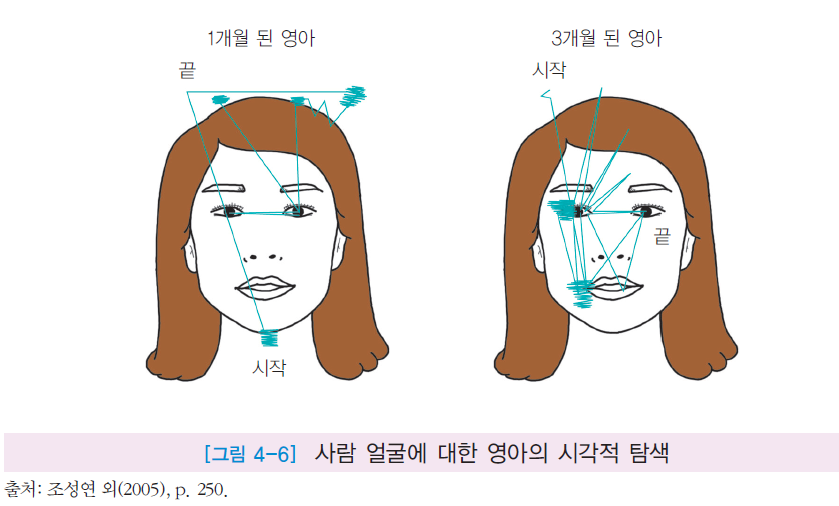 1개월 된 영아
3개월 된 영아
끝
시작
시작
끝
[그림 4-6] 사람 얼굴에 대한 영아의 시각적 탐색
출처: 조성연 외(2005), p. 250.